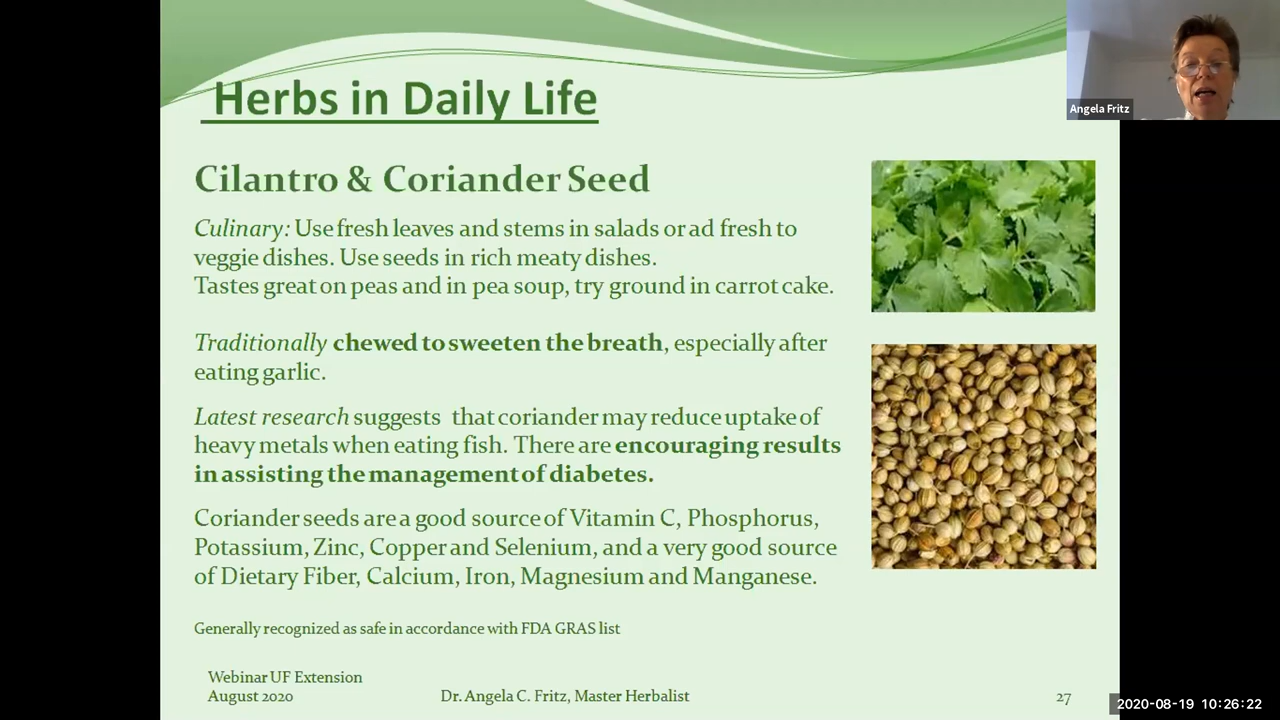 Herbs in Daily Life
Angela Fritz
Cilantro & Coriander Seed
Culinary: Use fresh leaves and stems in salads or ad fresh to
veggie dishes. Use seeds in rich meaty dishes.
Tastes great on peas and in pea soup, try ground in carrot cake.
Traditionally chewed to sweeten the breath, especially after
eating garlic.
Latest research suggests that coriander may reduce uptake of
heavy metals when eating fish. There are encouraging results
in assisting the management of diabetes.
Coriander seeds are a good source of Vitamin C, Phosphorus,
Potassium, Zinc, Copper and Selenium, and a very good source
of Dietary Fiber, Calcium, Iron, Magnesium and Manganese.
Generally recognized as safe in accordance with FDA GRAS list
Webinar UF Extension
August 2020
Dr. Angela C. Fritz, Master Herbalist
27
2020-08-19 10:26:22